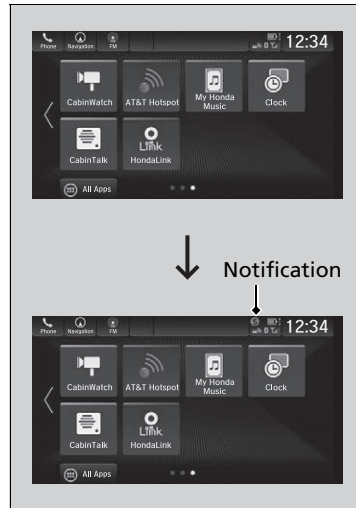 Phone Navigation FM 12:34
CabinWatch AT&T Hotspot My Honda Music Clock
CabinTalk HondaLink
All Apps
Notification
Phone Navigation FM 12:34
CabinWatch AT&T Hotspot My Honda Music Clock
CabinTalk HondaLink
All Apps